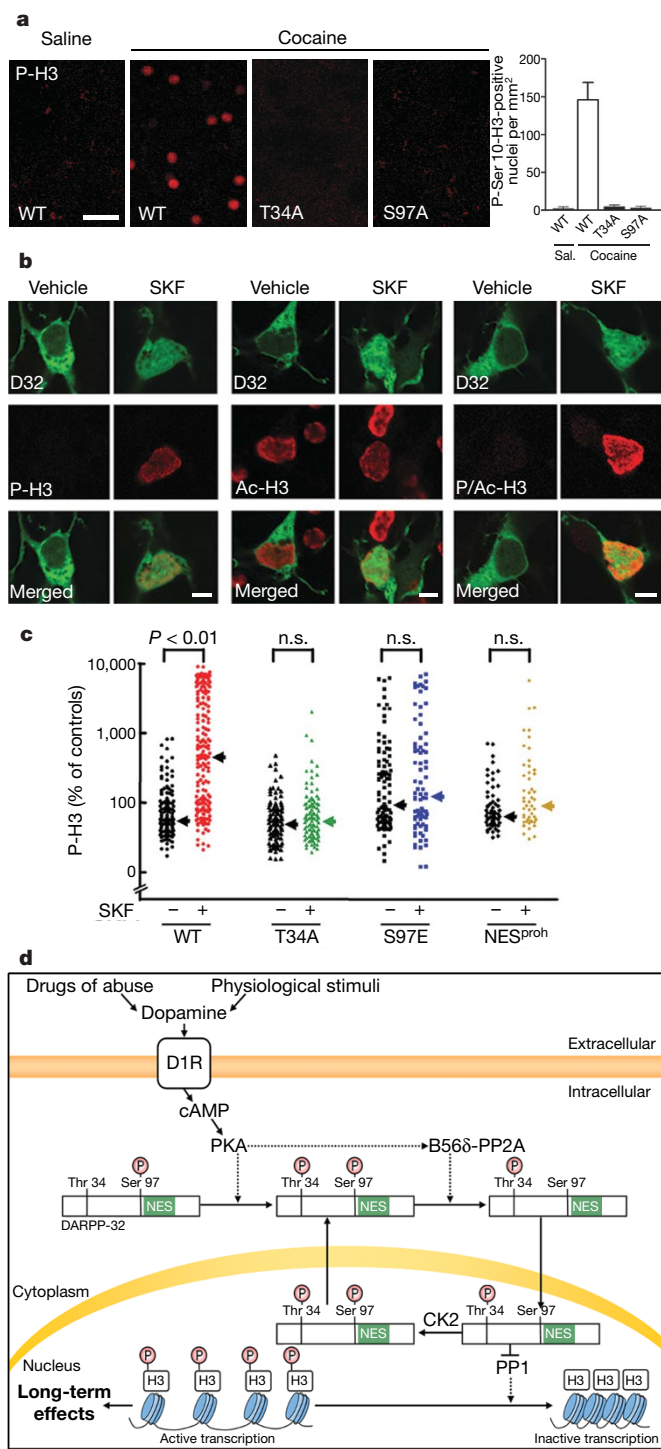 a
Saline Cocaine
P-H3
WT WT T34A S97A
P-Ser 10-H3-positive
nuclei per mm²
200
150
100
50
0
WT WT T34A S97A
Sal. Cocaine
b
Vehicle SKF Vehicle SKF Vehicle SKF
D32 D32 D32
P-H3 Ac-H3 P/Ac-H3
Merged Merged Merged
c
P < 0.01 n.s. n.s. n.s.
P-H3 (% of controls)
10,000
1,000
100
0
SKF − + − + − + − +
WT T34A S97E NESproh
d
Drugs of abuse Physiological stimuli
Dopamine
D1R
Extracellular
Intracellular
cAMP
PKA B56δ-PP2A
P P P P
Thr 34 Ser 97 Thr 34 Ser 97 Thr 34 Ser 97
NES NES NES
DARPP-32
Cytoplasm
P P P
Thr 34 Ser 97 CK2 Thr 34 Ser 97
NES NES
PP1
Nucleus
P P P P
H3 H3 H3 H3 H3 H3 H3 H3
Long-term
effects
Active transcription Inactive transcription